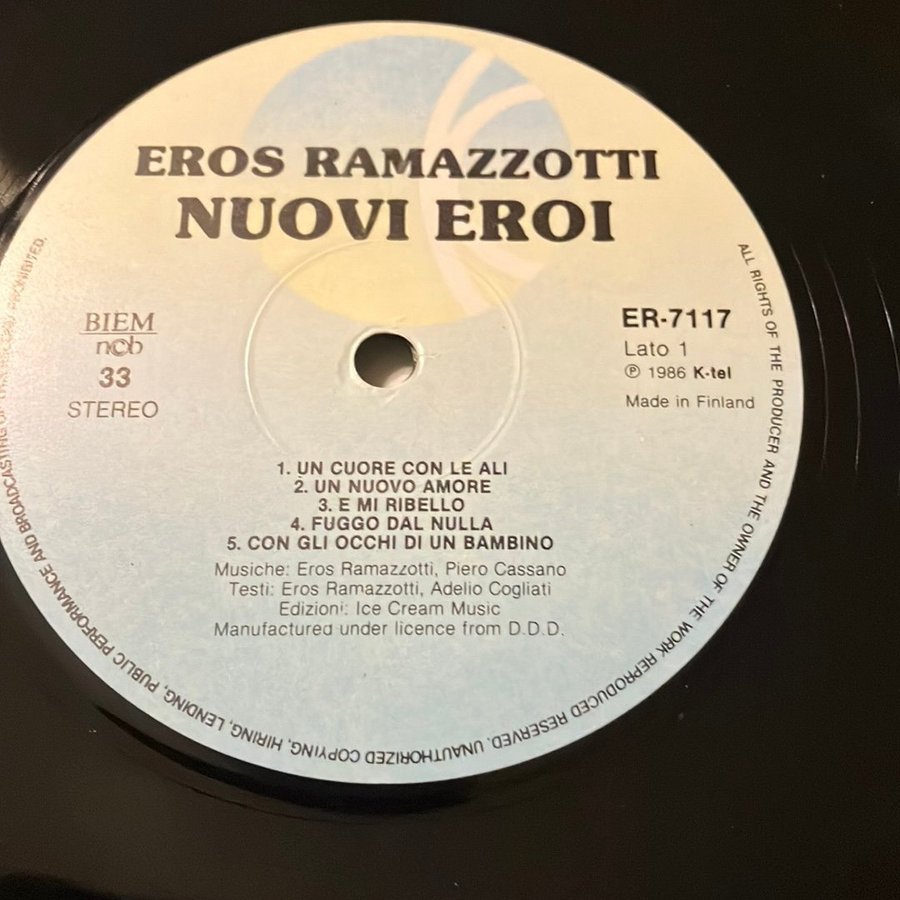 EROS RAMAZZOTTI
NUOVI EROI
BIEM
ncb
33
STEREO
ER-7117
Lato 1
℗ 1986 K-tel
Made in Finland
1. UN CUORE CON LE ALI
2. UN NUOVO AMORE
3. E MI RIBELLO
4. FUGGO DAL NULLA
5. CON GLI OCCHI DI UN BAMBINO
Musiche: Eros Ramazzotti, Piero Cassano
Testi: Eros Ramazzotti, Adelio Cogliati
Edizioni: Ice Cream Music
Manufactured under licence from D.D.D.
ALL RIGHTS OF THE PRODUCER AND THE OWNER OF THE WORK REPRODUCED RESERVED. UNAUTHORIZED COPYING, HIRING, LENDING, PUBLIC PERFORMANCE AND BROADCASTING OF PROHIBITED.